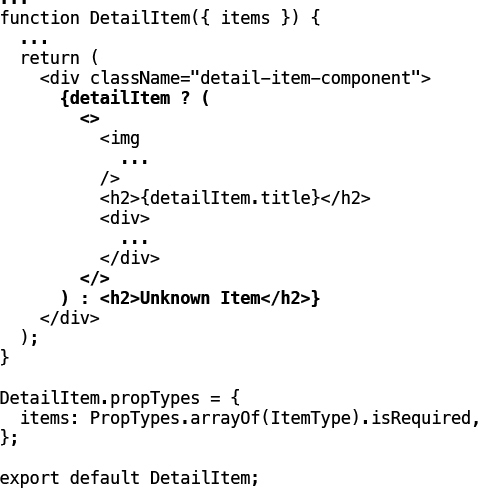 ...
function DetailItem({ items }) {
  ...
  return (
    <div className="detail-item-component">
      {detailItem ? (
        <>
          <img
            ...
          />
          <h2>{detailItem.title}</h2>
          <div>
            ...
          </div>
        </>
      ) : <h2>Unknown Item</h2>}
    </div>
  );
}

DetailItem.propTypes = {
  items: PropTypes.arrayOf(ItemType).isRequired,
};

export default DetailItem;